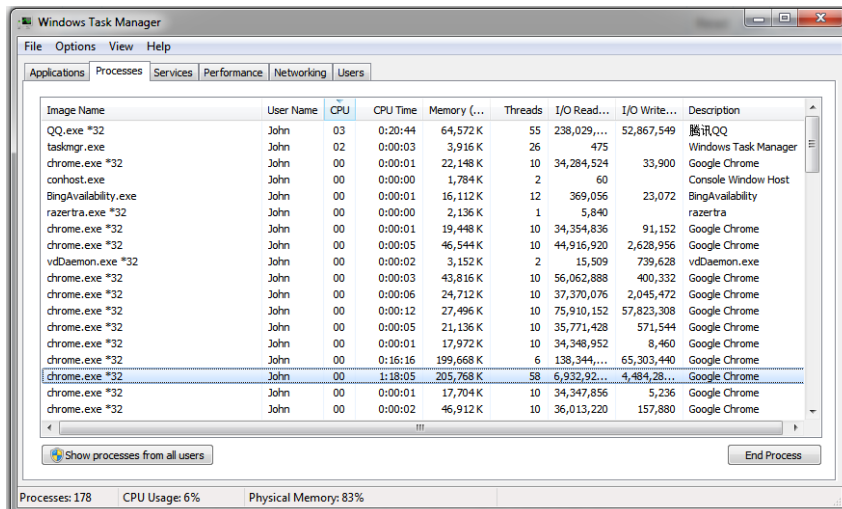 Windows Task Manager
File Options View Help
Applications Processes Services Performance Networking Users
Image Name User Name CPU CPU Time Memory (... Threads I/O Read... I/O Write... Description
QQ.exe *32 John 03 0:20:44 64,572 K 55 238,029,... 52,867,549 腾讯QQ
taskmgr.exe John 02 0:00:03 3,916 K 26 475 Windows Task Manager
chrome.exe *32 John 00 0:00:01 22,148 K 10 34,284,524 33,900 Google Chrome
conhost.exe John 00 0:00:00 1,784 K 2 60 Console Window Host
BingAvailability.exe John 00 0:00:01 16,112 K 12 369,056 23,072 BingAvailability
razertra.exe *32 John 00 0:00:00 2,136 K 1 5,840 razertra
chrome.exe *32 John 00 0:00:01 19,448 K 10 34,354,836 91,152 Google Chrome
chrome.exe *32 John 00 0:00:05 46,544 K 10 44,916,920 2,628,956 Google Chrome
vdDaemon.exe *32 John 00 0:00:02 3,152 K 2 15,509 739,628 vdDaemon.exe
chrome.exe *32 John 00 0:00:03 43,816 K 10 56,062,888 400,332 Google Chrome
chrome.exe *32 John 00 0:00:06 24,712 K 10 37,370,076 2,045,472 Google Chrome
chrome.exe *32 John 00 0:00:12 27,496 K 10 75,910,152 57,823,308 Google Chrome
chrome.exe *32 John 00 0:00:05 21,136 K 10 35,771,428 571,544 Google Chrome
chrome.exe *32 John 00 0:00:01 17,972 K 10 34,348,952 8,460 Google Chrome
chrome.exe *32 John 00 0:16:16 199,668 K 6 138,344,... 65,303,440 Google Chrome
chrome.exe *32 John 00 1:18:05 205,768 K 58 6,932,92... 4,484,28... Google Chrome
chrome.exe *32 John 00 0:00:01 17,704 K 10 34,347,856 5,236 Google Chrome
chrome.exe *32 John 00 0:00:02 46,912 K 10 36,013,220 157,880 Google Chrome
Show processes from all users End Process
Processes: 178 CPU Usage: 6% Physical Memory: 83%